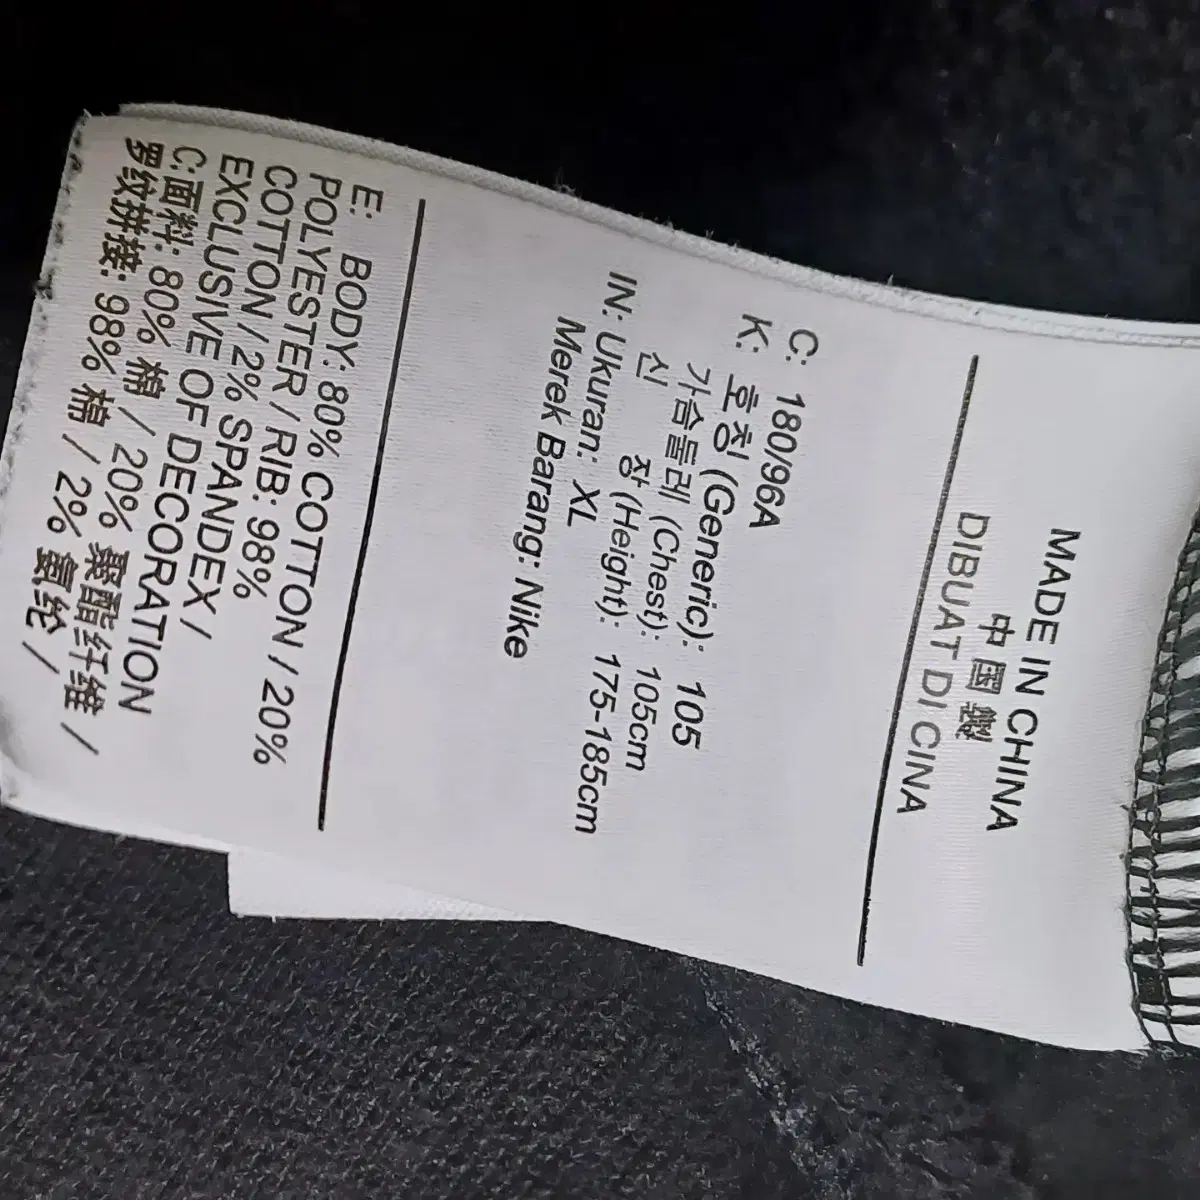 MADE IN CHINA
中國製
DIBUAT DI CINA
C: 180/96A
K: 호칭 (Generic): 105
가슴둘레 (Chest): 105cm
신 장 (Height): 175-185cm
IN: Ukuran: XL
Merek Barang: Nike
E: BODY: 80% COTTON / 20%
POLYESTER / RIB: 98%
COTTON / 2% SPANDEX /
EXCLUSIVE OF DECORATION
C:面料: 80% 棉 / 20% 聚酯纤维 /
罗纹拼接: 98% 棉 / 2% 氨纶 /